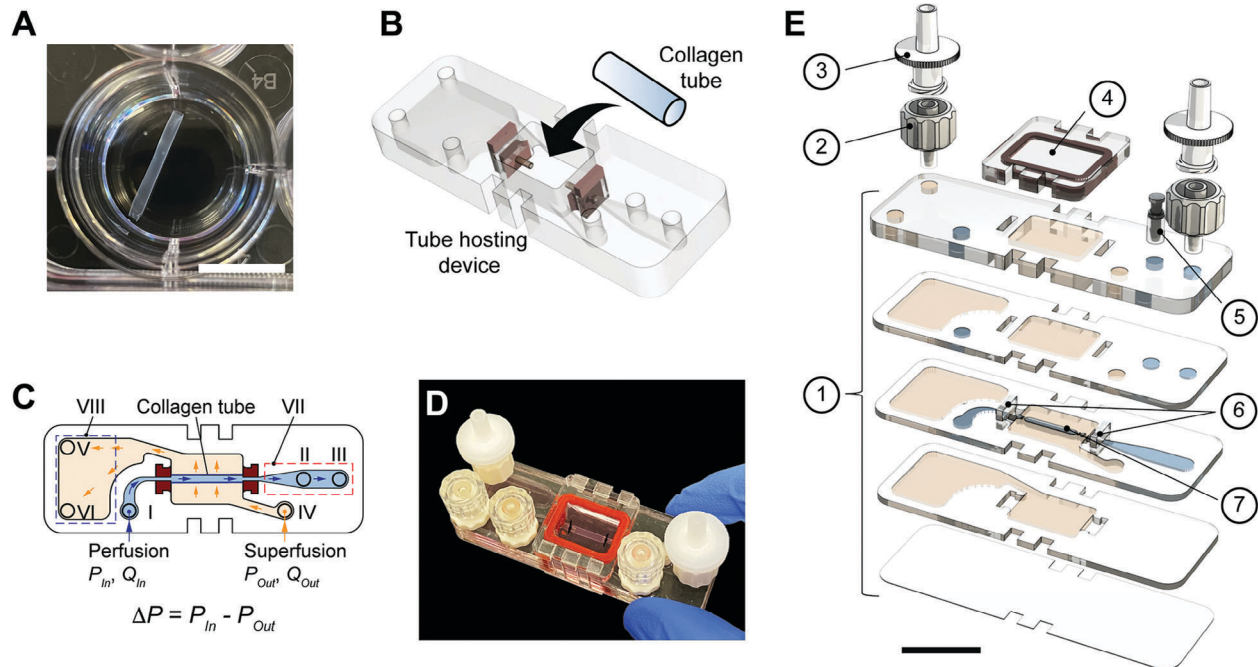 A
B4
B
Collagen
tube
Tube hosting
device
C
VIII
Collagen tube
VII
V
II
III
VI
I
IV
Perfusion
Superfusion
P_In, Q_In
P_Out, Q_Out
ΔP = P_In - P_Out
D
E
3
2
4
5
1
6
7